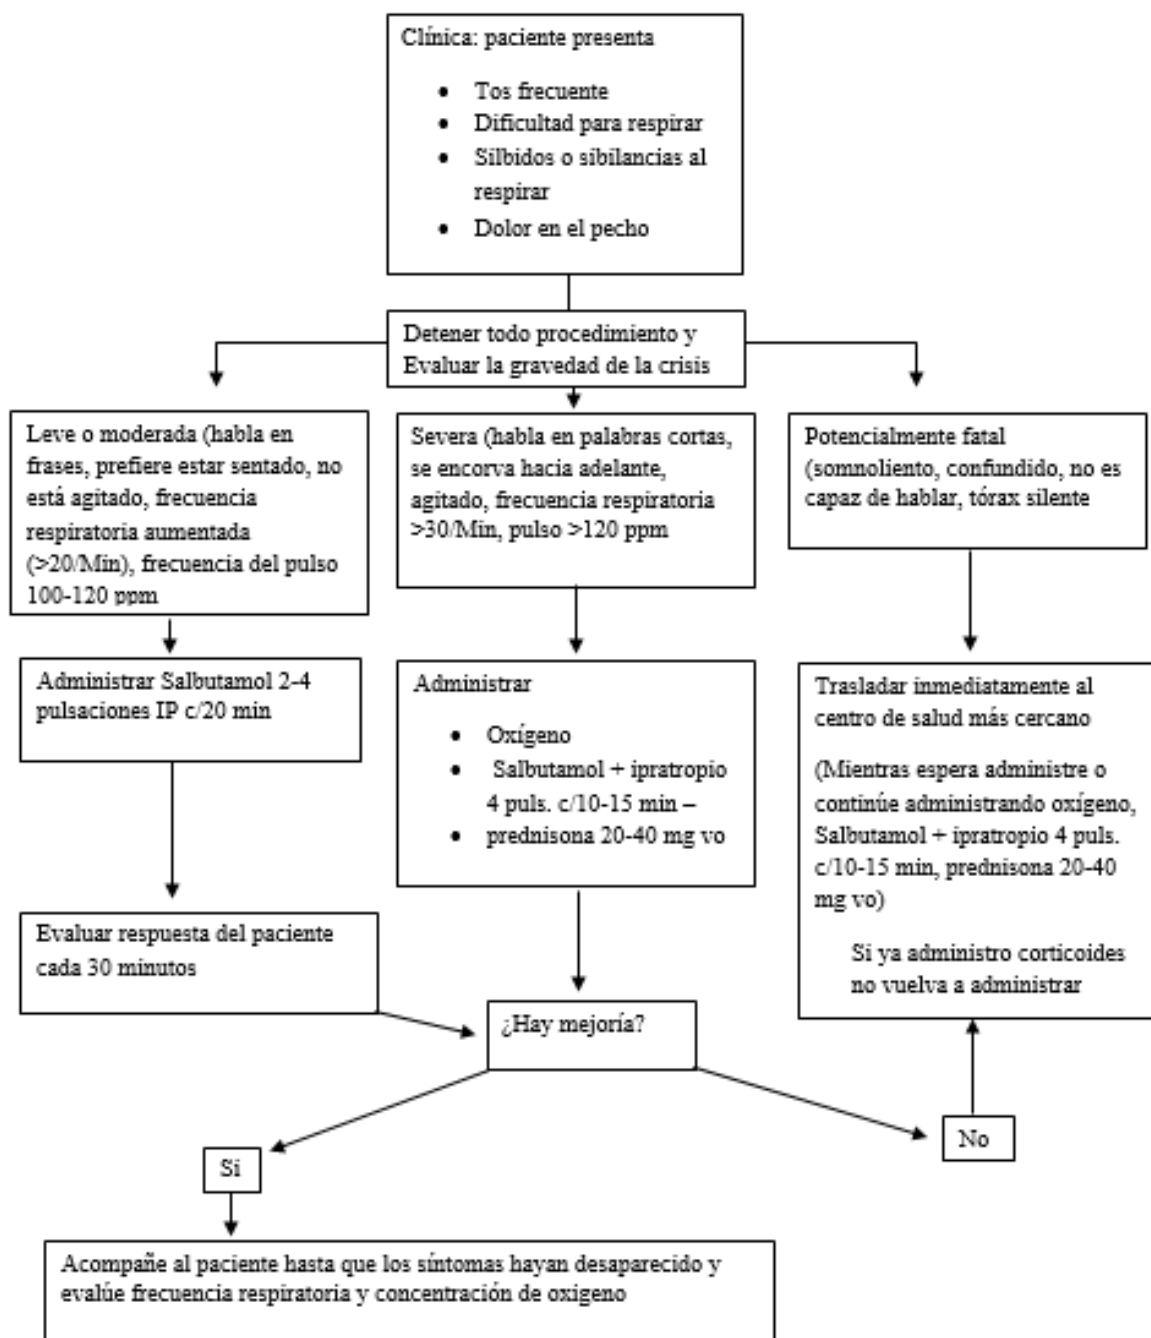 Clínica: paciente presenta
• Tos frecuente
• Dificultad para respirar
• Silbidos o sibilancias al
respirar
• Dolor en el pecho
Detener todo procedimiento y
Evaluar la gravedad de la crisis
Leve o moderada (habla en
frases, prefiere estar sentado, no
está agitado, frecuencia
respiratoria aumentada
(>20/Min), frecuencia del pulso
100-120 ppm
Severa (habla en palabras cortas,
se encorva hacia adelante,
agitado, frecuencia respiratoria
>30/Min, pulso >120 ppm
Potencialmente fatal
(somnoliento, confundido, no es
capaz de hablar, tórax silente
Administrar Salbutamol 2-4
pulsaciones IP c/20 min
Administrar
• Oxígeno
• Salbutamol + ipratropio
4 puls. c/10-15 min –
• prednisona 20-40 mg vo
Trasladar inmediatamente al
centro de salud más cercano
(Mientras espera administre o
continúe administrando oxígeno,
Salbutamol + ipratropio 4 puls.
c/10-15 min, prednisona 20-40
mg vo)
Si ya administro corticoides
no vuelva a administrar
Evaluar respuesta del paciente
cada 30 minutos
¿Hay mejoría?
No
Si
Acompañe al paciente hasta que los síntomas hayan desaparecido y
evalúe frecuencia respiratoria y concentración de oxigeno